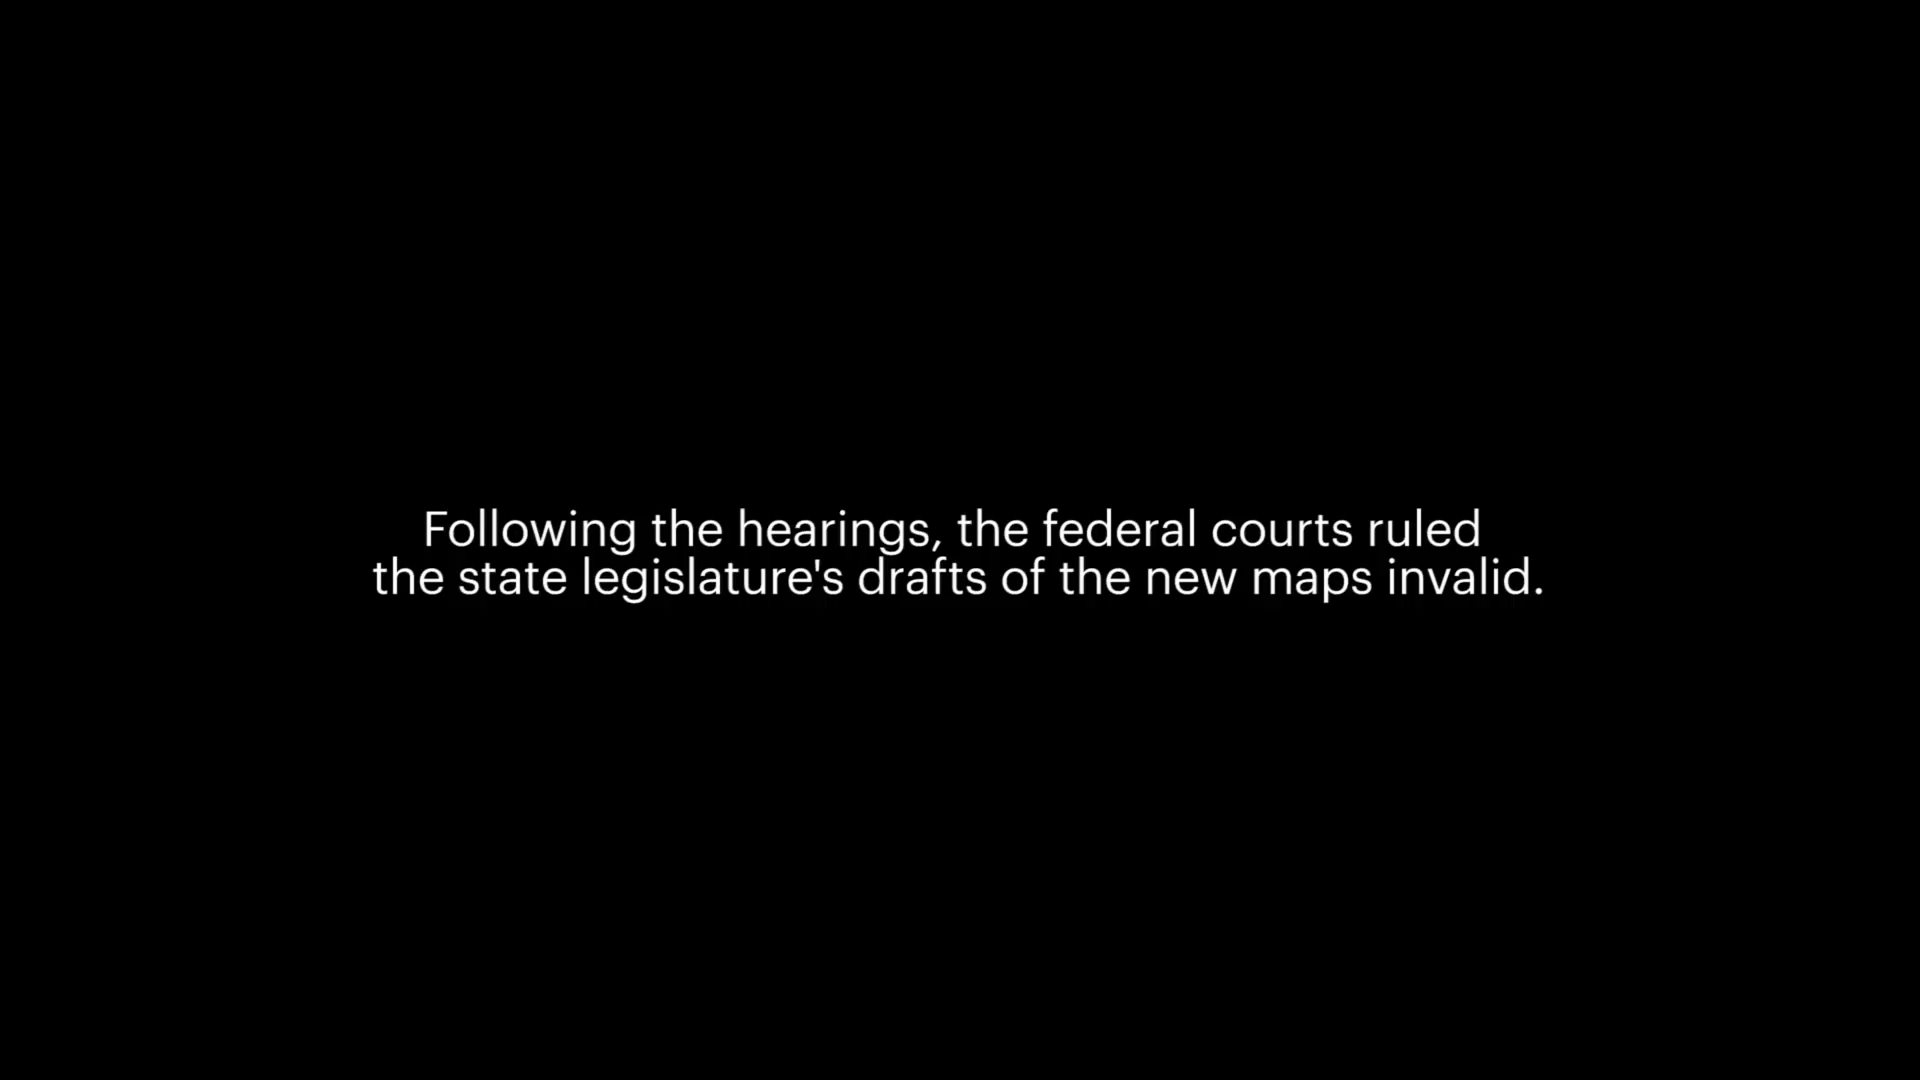 Following the hearings, the federal courts ruled
the state legislature's drafts of the new maps invalid.